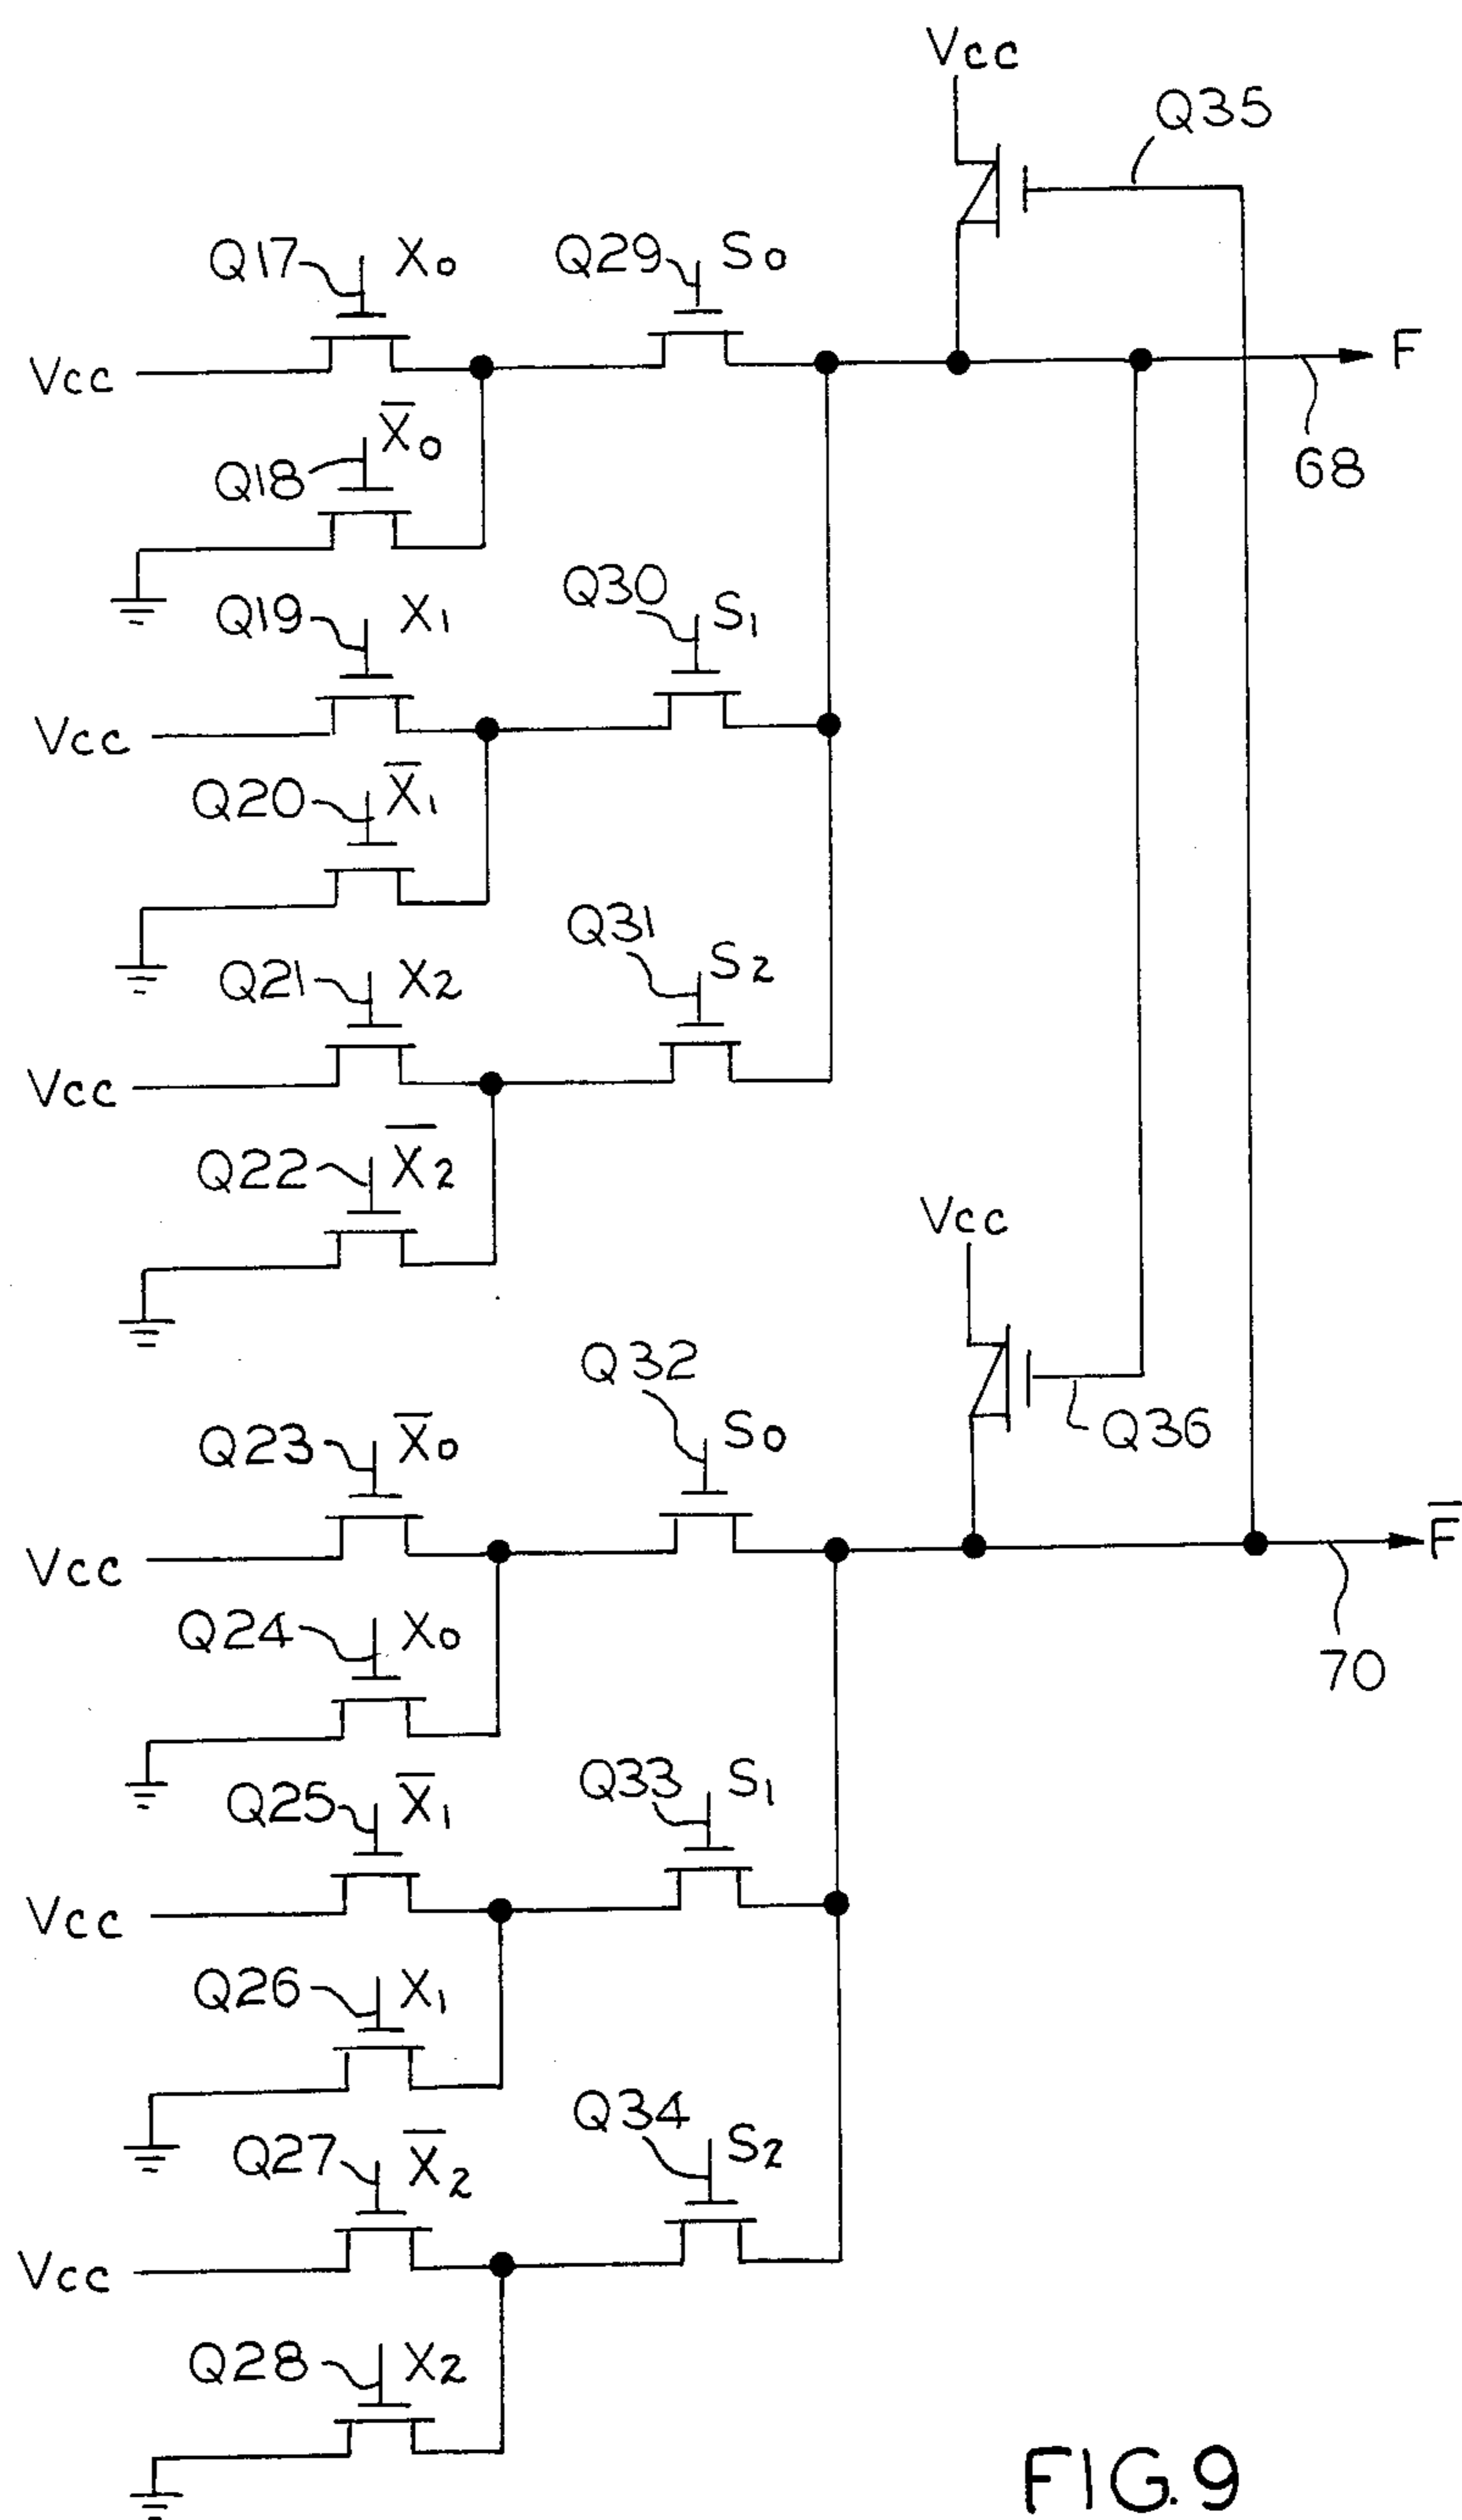 Vcc
Q35
Q17 X0 Q29 S0
Vcc
F
X̅0
Q18
68
Q30 S1
Q19 X1
Vcc
Q20 X̅1
Q31 S2
Q21 X2
Vcc
Q22 X̅2
Vcc
Q32
Q36
S0
Q23 X̅0
F̅
Vcc
Q24 X0
70
Q33 S1
Q25 X̅1
Vcc
Q26 X1
Q34
S2
Q27 X̅2
Vcc
Q28 X2
FIG.9